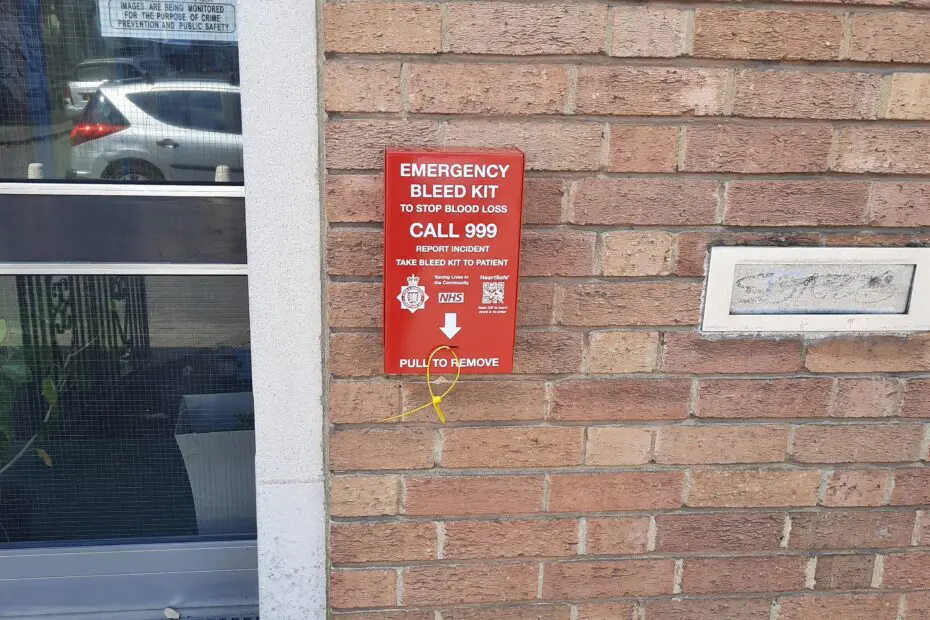 IMAGES ARE BEING MONITORED
FOR THE PURPOSE OF CRIME
PREVENTION AND PUBLIC SAFETY
EMERGENCY
BLEED KIT
TO STOP BLOOD LOSS
CALL 999
REPORT INCIDENT
TAKE BLEED KIT TO PATIENT
Saving Lives in
the Community
NHS
HeartSafe
PULL TO REMOVE